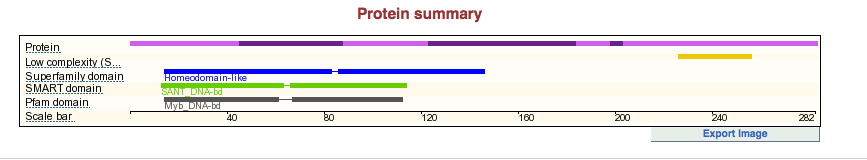 Protein summary
Protein
Low complexity (S...
Superfamily domain
Homeodomain-like
SMART domain
SANT_DNA-bd
Pfam domain
Myb_DNA-bd
Scale bar 40 80 120 160 200 240 282
Export Image